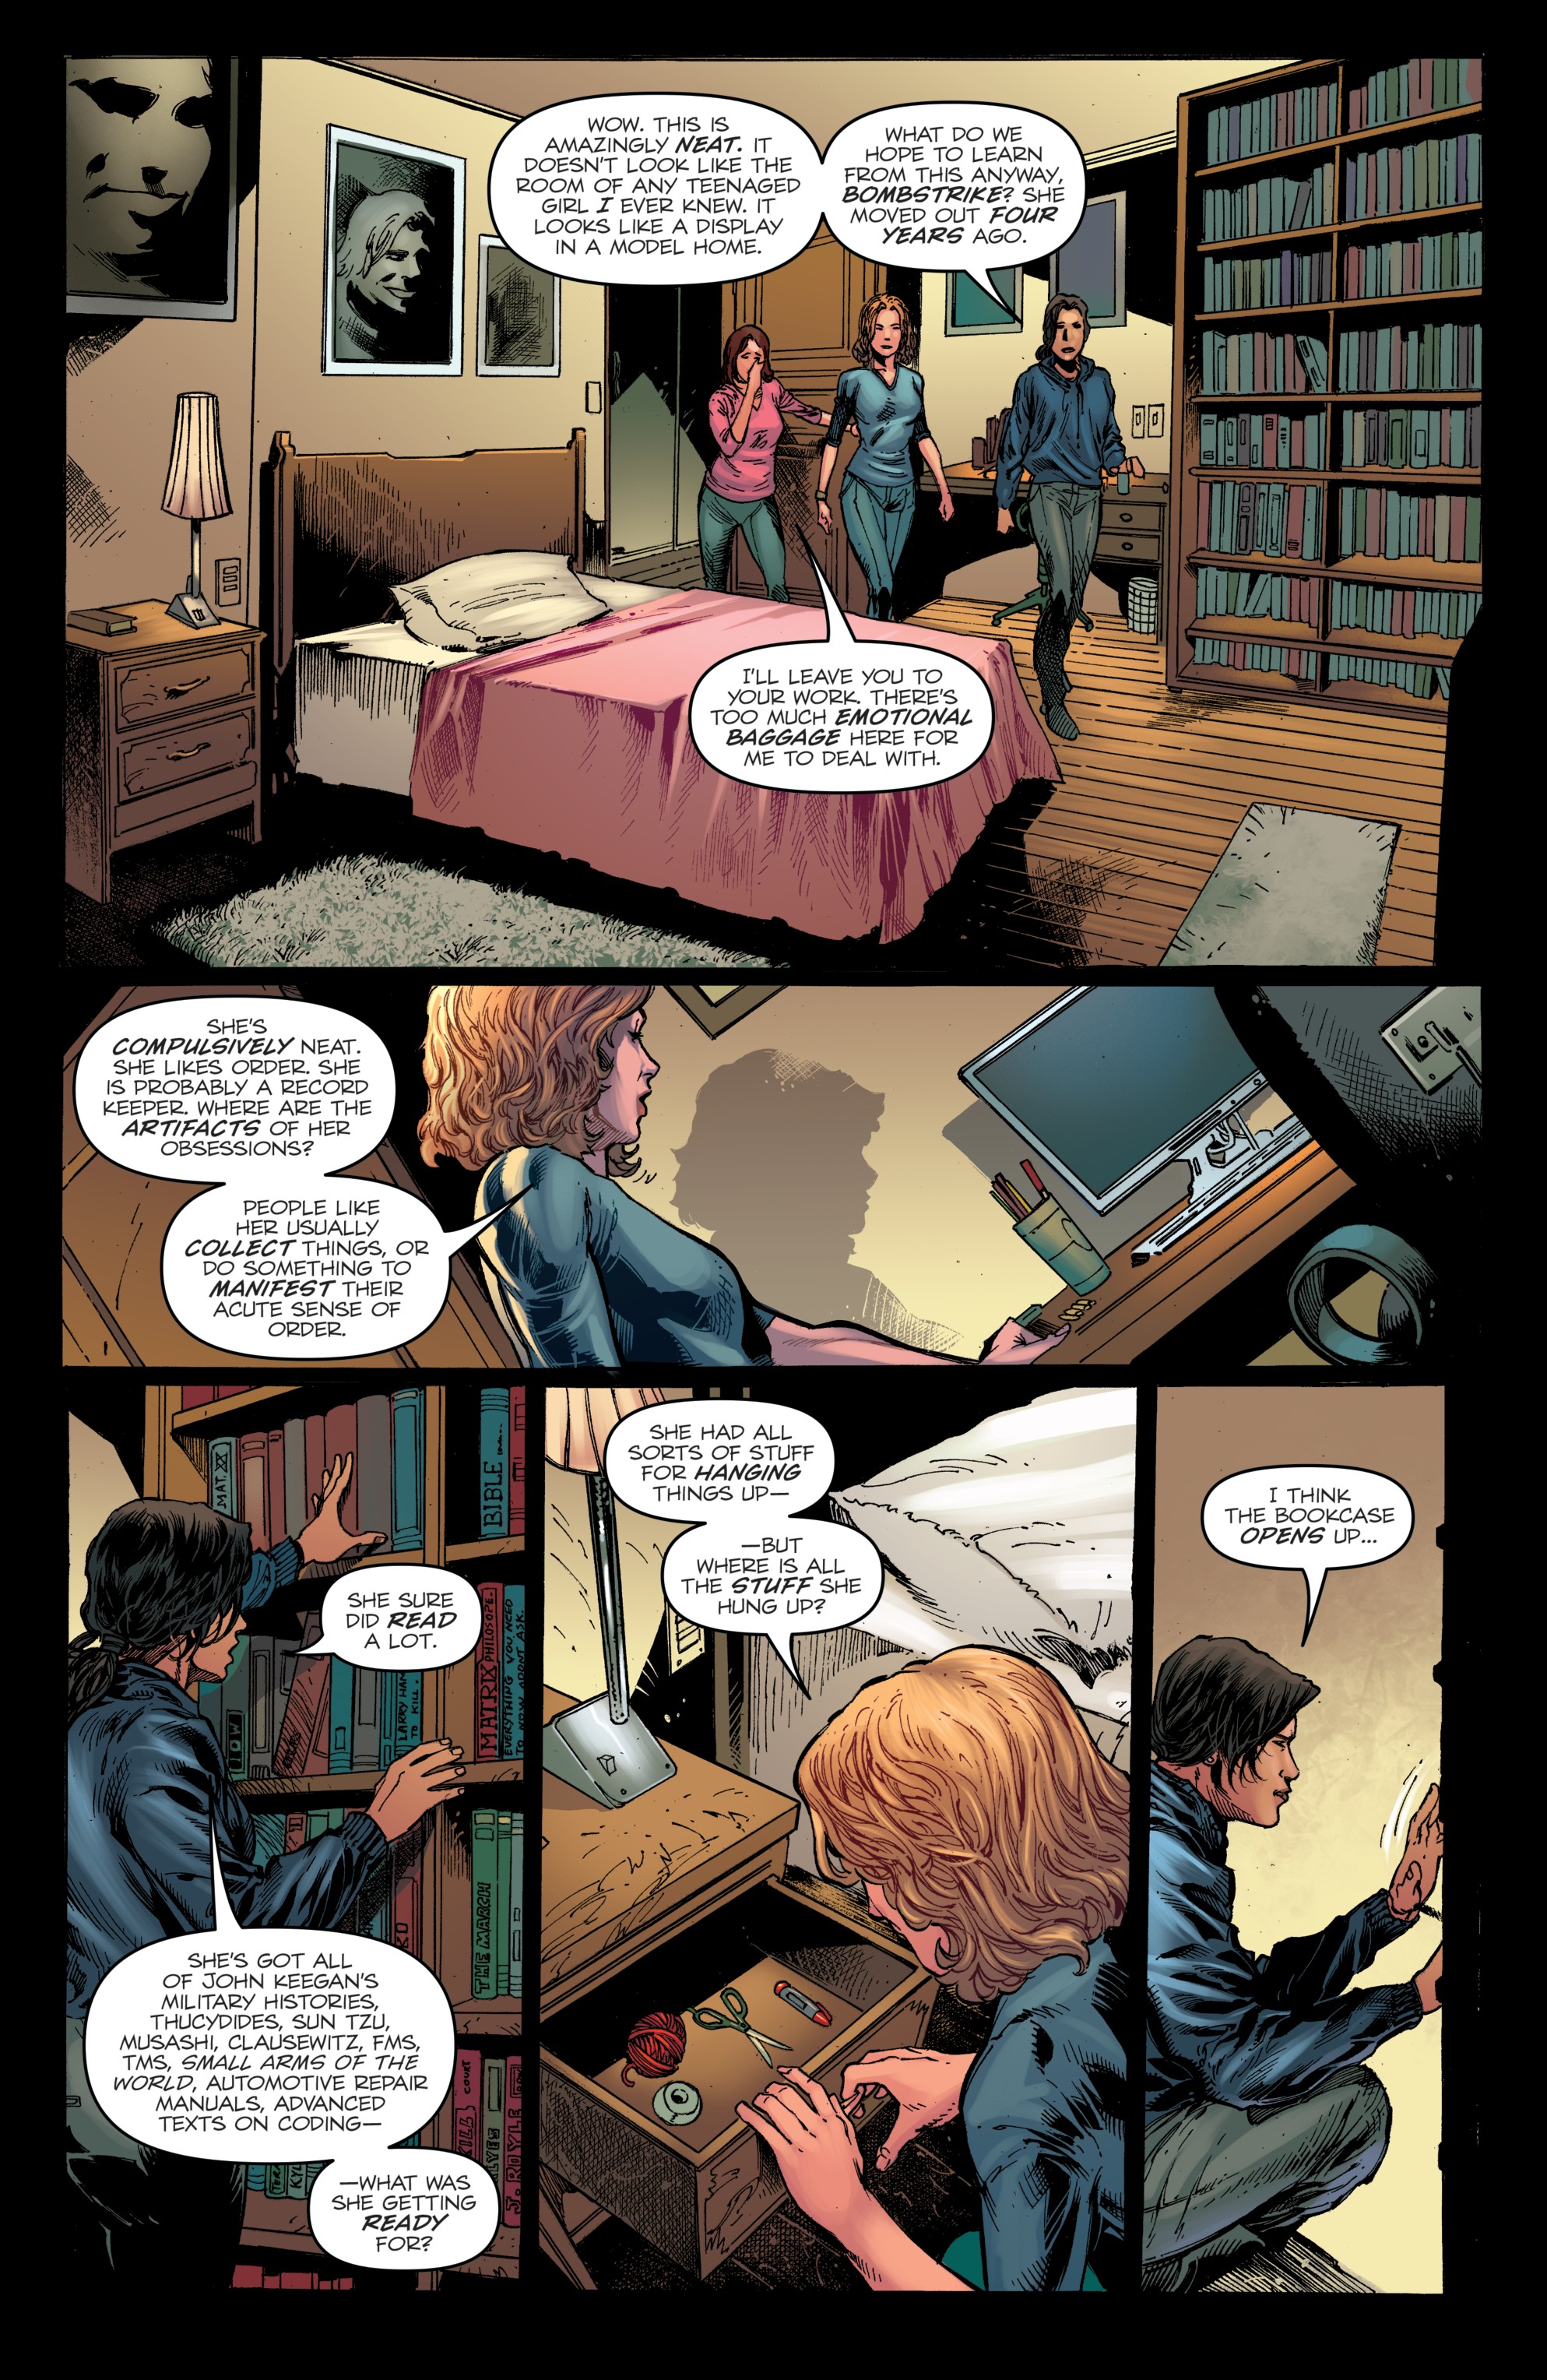 WOW. THIS IS
AMAZINGLY NEAT. IT
DOESN'T LOOK LIKE THE
ROOM OF ANY TEENAGED
GIRL I EVER KNEW. IT
LOOKS LIKE A DISPLAY
IN A MODEL HOME.
WHAT DO WE
HOPE TO LEARN
FROM THIS ANYWAY,
BOMBSTRIKE? SHE
MOVED OUT FOUR
YEARS AGO.
I'LL LEAVE YOU TO
YOUR WORK. THERE'S
TOO MUCH EMOTIONAL
BAGGAGE HERE FOR
ME TO DEAL WITH.
SHE'S
COMPULSIVELY NEAT.
SHE LIKES ORDER. SHE
IS PROBABLY A RECORD
KEEPER. WHERE ARE THE
ARTIFACTS OF HER
OBSESSIONS?
PEOPLE LIKE
HER USUALLY
COLLECT THINGS, OR
DO SOMETHING TO
MANIFEST THEIR
ACUTE SENSE OF
ORDER.
MAT. XX
BIBLE
SHE SURE
DID READ
A LOT.
LARRY HAM
TO KILL.
MATRIX PHILOSOPE.
EVERYTHING YOU NEED
TO NOW ADONT ASK.
THE MARCH
SHE'S GOT ALL
OF JOHN KEEGAN'S
MILITARY HISTORIES,
THUCYDIDES, SUN TZU,
MUSASHI, CLAUSEWITZ, FMS,
TMS, SMALL ARMS OF THE
WORLD, AUTOMOTIVE REPAIR
MANUALS, ADVANCED
TEXTS ON CODING—
KILL
COURT
J. ROYLE
—WHAT WAS
SHE GETTING
READY
FOR?
SHE HAD ALL
SORTS OF STUFF
FOR HANGING
THINGS UP—
—BUT
WHERE IS ALL
THE STUFF SHE
HUNG UP?
I THINK
THE BOOKCASE
OPENS UP...